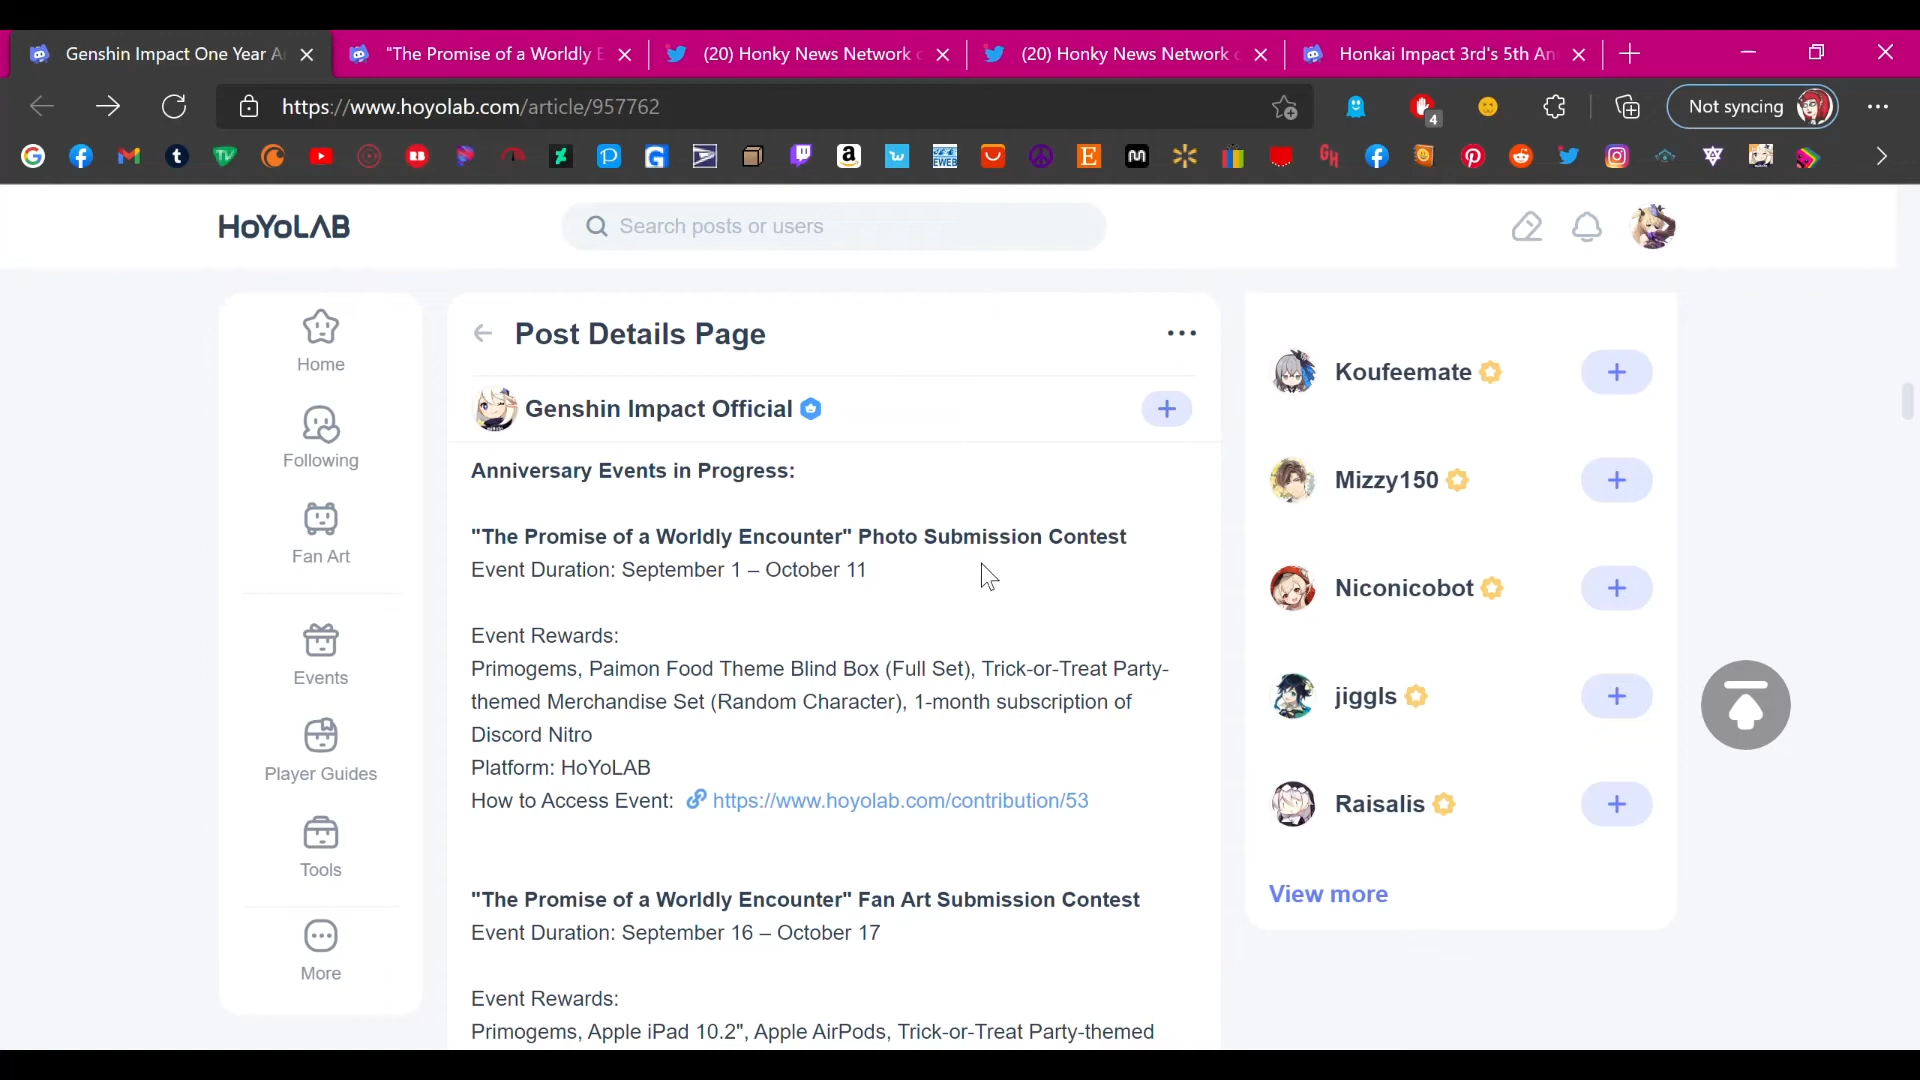 Genshin Impact One Year A
"The Promise of a Worldly E
(20) Honky News Network
(20) Honky News Network
Honkai Impact 3rd's 5th An
https://www.hoyolab.com/article/957762
4
Not syncing
HoYoLAB
Search posts or users
Home
Following
Fan Art
Events
Player Guides
Tools
More
Post Details Page
Genshin Impact Official
Anniversary Events in Progress:
"The Promise of a Worldly Encounter" Photo Submission Contest
Event Duration: September 1 – October 11
Event Rewards:
Primogems, Paimon Food Theme Blind Box (Full Set), Trick-or-Treat Party-
themed Merchandise Set (Random Character), 1-month subscription of
Discord Nitro
Platform: HoYoLAB
How to Access Event: https://www.hoyolab.com/contribution/53
"The Promise of a Worldly Encounter" Fan Art Submission Contest
Event Duration: September 16 – October 17
Event Rewards:
Primogems, Apple iPad 10.2", Apple AirPods, Trick-or-Treat Party-themed
Koufeemate
Mizzy150
Niconicobot
jiggls
Raisalis
View more